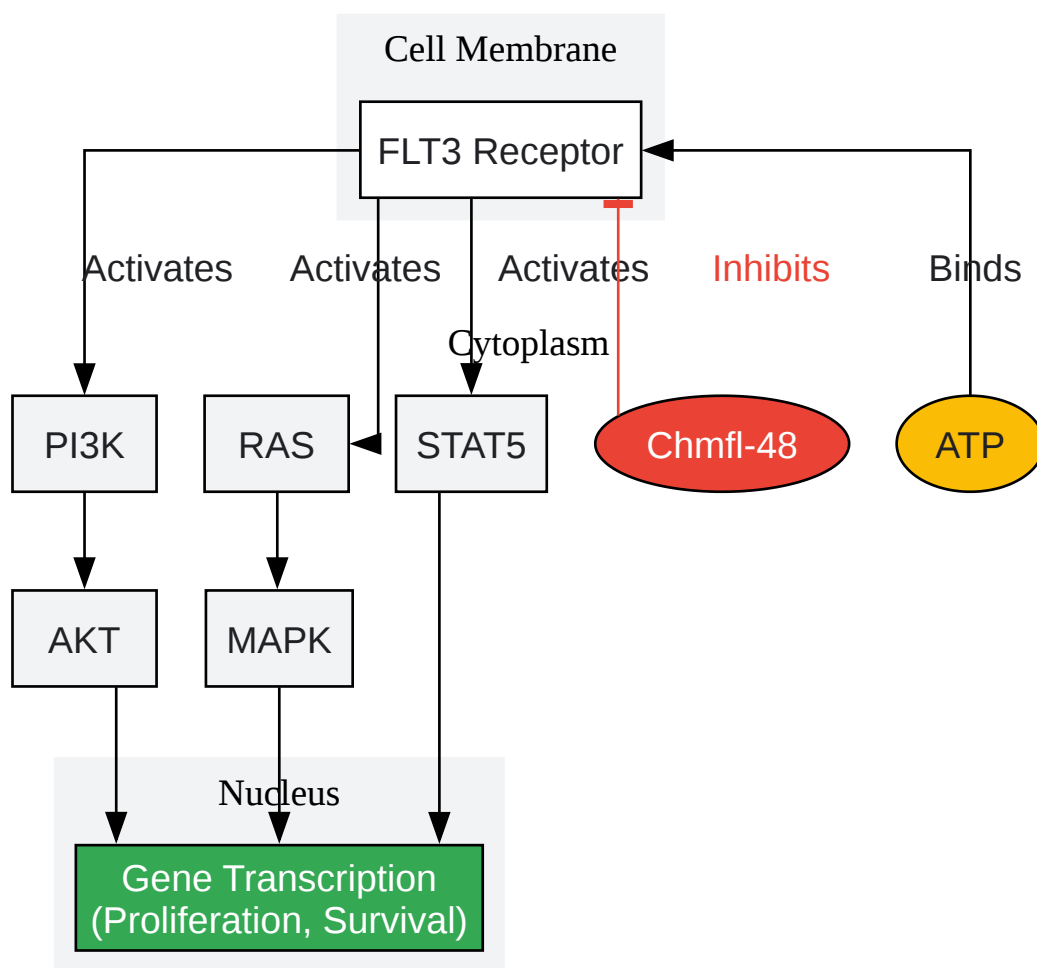 Cell Membrane
FLT3 Receptor
Activates
Activates
Activates
Inhibits
Binds
Cytoplasm
PI3K
RAS
STAT5
Chmfl-48
ATP
AKT
MAPK
Nucleus
Gene Transcription
(Proliferation, Survival)